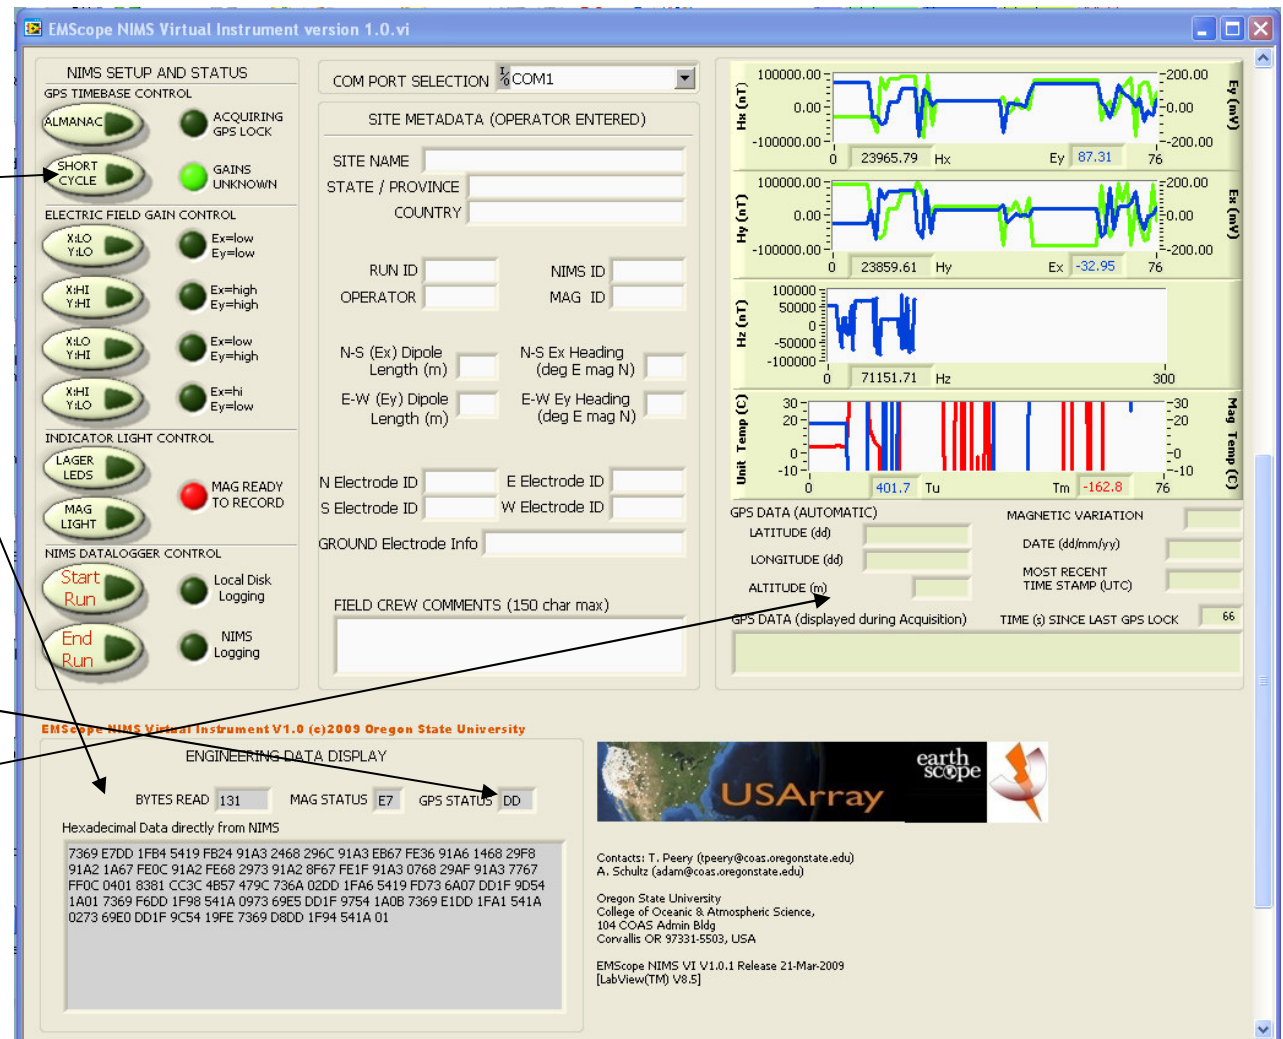 EMScope NIMS Virtual Instrument version 1.0.vi
NIMS SETUP AND STATUS
GPS TIMEBASE CONTROL
ALMANAC
ACQUIRING
GPS LOCK
SHORT
CYCLE
GAINS
UNKNOWN
ELECTRIC FIELD GAIN CONTROL
X:LO
Y:LO
Ex=low
Ey=low
X:HI
Y:HI
Ex=high
Ey=high
X:LO
Y:HI
Ex=low
Ey=high
X:HI
Y:LO
Ex=hi
Ey=low
INDICATOR LIGHT CONTROL
LAGER
LEDS
MAG READY
TO RECORD
MAG
LIGHT
NIMS DATALOGGER CONTROL
Start
Run
Local Disk
Logging
End
Run
NIMS
Logging
COM PORT SELECTION COM1
SITE METADATA (OPERATOR ENTERED)
SITE NAME
STATE / PROVINCE
COUNTRY
RUN ID NIMS ID
OPERATOR MAG ID
N-S (Ex) Dipole
Length (m)
N-S Ex Heading
(deg E mag N)
E-W (Ey) Dipole
Length (m)
E-W Ey Heading
(deg E mag N)
N Electrode ID E Electrode ID
S Electrode ID W Electrode ID
GROUND Electrode Info
FIELD CREW COMMENTS (150 char max)
Hx (nT)
100000.00
0.00
-100000.00
200.00
0.00
-200.00
Ey (mV)
0 23965.79 Hx Ey 87.31 76
Hy (nT)
100000.00
0.00
-100000.00
200.00
0.00
-200.00
Ex (mV)
0 23859.61 Hy Ex -32.95 76
Hz (nT)
100000
50000
0
-50000
-100000
0 71151.71 Hz 300
Unit Temp (C)
30
20
0
-10
30
20
0
-10
Mag Temp (C)
0 401.7 Tu Tm -162.8 76
GPS DATA (AUTOMATIC)
LATITUDE (dd)
LONGITUDE (dd)
ALTITUDE (m)
MAGNETIC VARIATION
DATE (dd/mm/yy)
MOST RECENT
TIME STAMP (UTC)
GPS DATA (displayed during Acquisition) TIME (s) SINCE LAST GPS LOCK 66
EMScope NIMS Virtual Instrument V1.0 (c)2009 Oregon State University
ENGINEERING DATA DISPLAY
BYTES READ 131 MAG STATUS E7 GPS STATUS DD
Hexadecimal Data directly from NIMS
7369 E7DD 1FB4 5419 FB24 91A3 2468 296C 91A3 EB67 FE36 91A6 1468 29F8
91A2 1A67 FE0C 91A2 FE68 2973 91A2 8F67 FE1F 91A3 0768 29AF 91A3 7767
FF0C 0401 8381 CC3C 4B57 479C 736A 02DD 1FA6 5419 FD73 6A07 DD1F 9D54
1A01 7369 F6DD 1F98 541A 0973 69E5 DD1F 9754 1A0B 7369 E1DD 1FA1 541A
0273 69E0 DD1F 9C54 19FE 7369 D8DD 1F94 541A 01
USArray
earth
scope
Contacts: T. Peery (tpeery@coas.oregonstate.edu)
A. Schultz (adam@coas.oregonstate.edu)
Oregon State University
College of Oceanic & Atmospheric Science,
104 COAS Admin Bldg
Corvallis OR 97331-5503, USA
EMScope NIMS VI V1.0.1 Release 21-Mar-2009
[LabView(TM) V8.5]